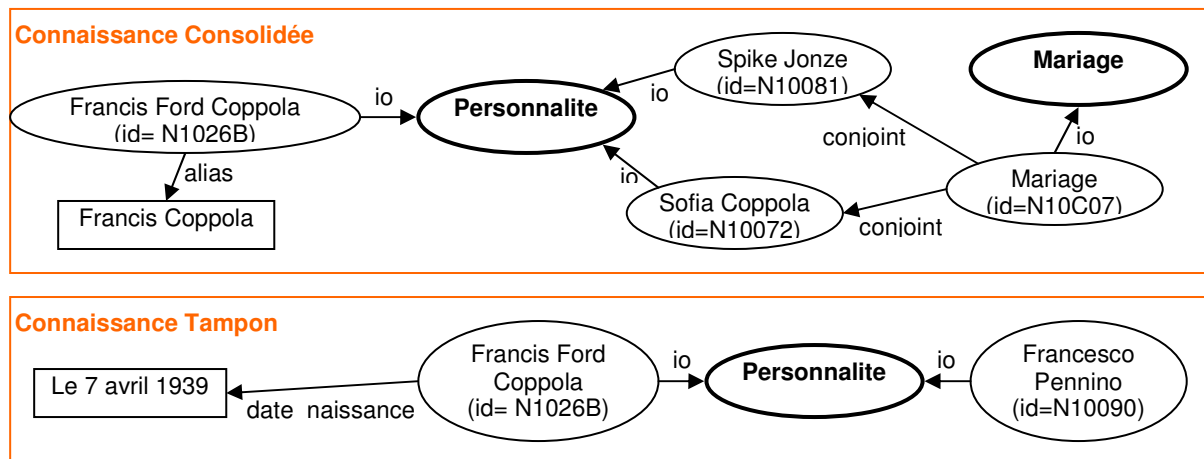 Connaissance Consolidée
Francis Ford Coppola
(id= N1026B)
io
Personnalite
Spike Jonze
(id=N10081)
io
Mariage
conjoint
io
alias
Francis Coppola
io
Sofia Coppola
(id=N10072)
conjoint
Mariage
(id=N10C07)
Connaissance Tampon
Le 7 avril 1939
date naissance
Francis Ford
Coppola
(id= N1026B)
io
Personnalite
io
Francesco
Pennino
(id=N10090)